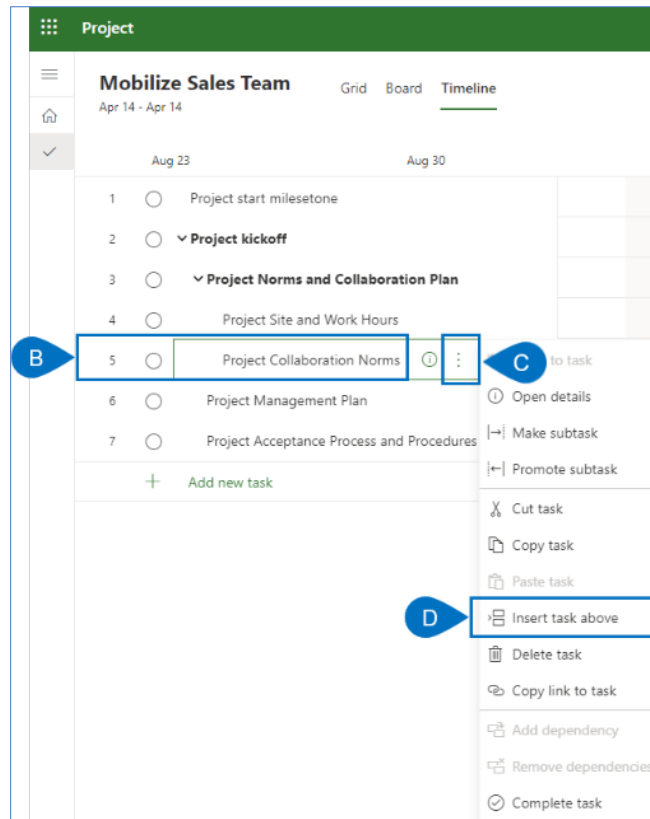 Project
Mobilize Sales Team
Grid Board Timeline
Apr 14 - Apr 14
Aug 23 Aug 30
1 Project start milesetone
2 Project kickoff
3 Project Norms and Collaboration Plan
4 Project Site and Work Hours
B 5 Project Collaboration Norms C to task
6 Project Management Plan
7 Project Acceptance Process and Procedures
Add new task
Open details
Make subtask
Promote subtask
Cut task
Copy task
Paste task
D Insert task above
Delete task
Copy link to task
Add dependency
Remove dependencies
Complete task